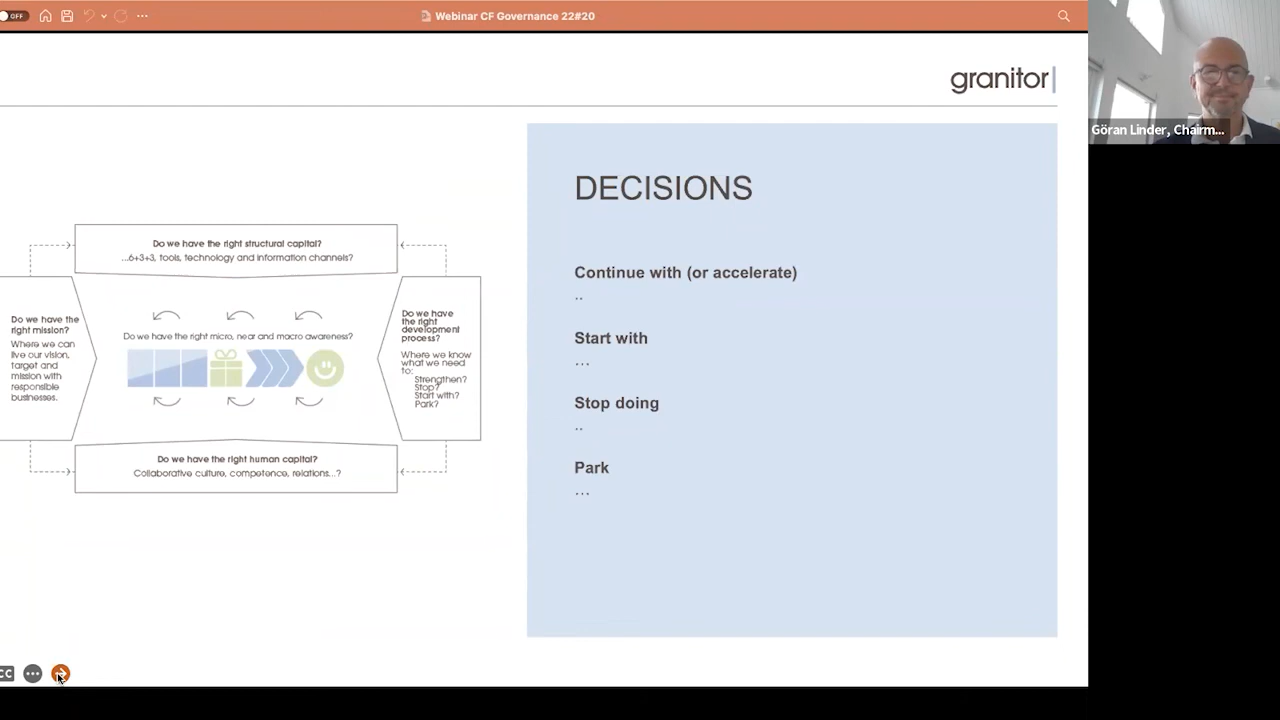 OFF
Webinar CF Governance 22#20
granitor
Göran Linder, Chairm...
Do we have the right structural capital?
...6+3+3, tools, technology and information channels?
Do we have the
right mission?
Where we can
live our vision,
target and
mission with
responsible
businesses.
Do we have the right micro, near and macro awareness?
Do we have
the right
development
process?
Where we know
what we need
to:
Strengthen?
Stop?
Start with?
Park?
Do we have the right human capital?
Collaborative culture, competence, relations...?
DECISIONS
Continue with (or accelerate)
..
Start with
...
Stop doing
..
Park
...
CC